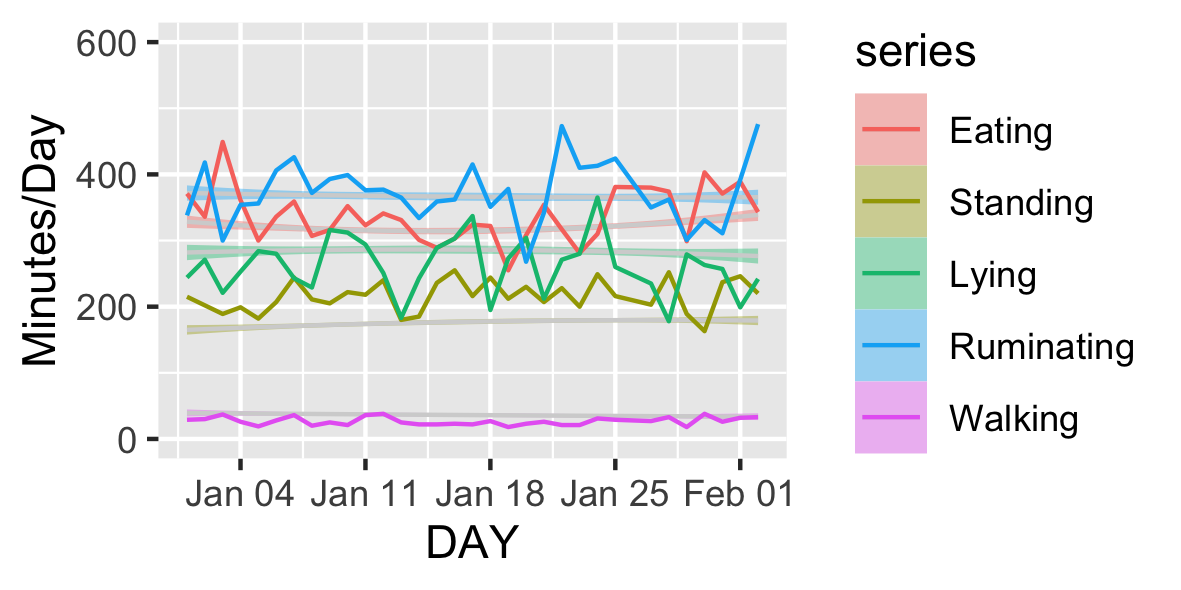 600
400
200
0
Minutes/Day
Jan 04 Jan 11 Jan 18 Jan 25 Feb 01
DAY
series
Eating
Standing
Lying
Ruminating
Walking